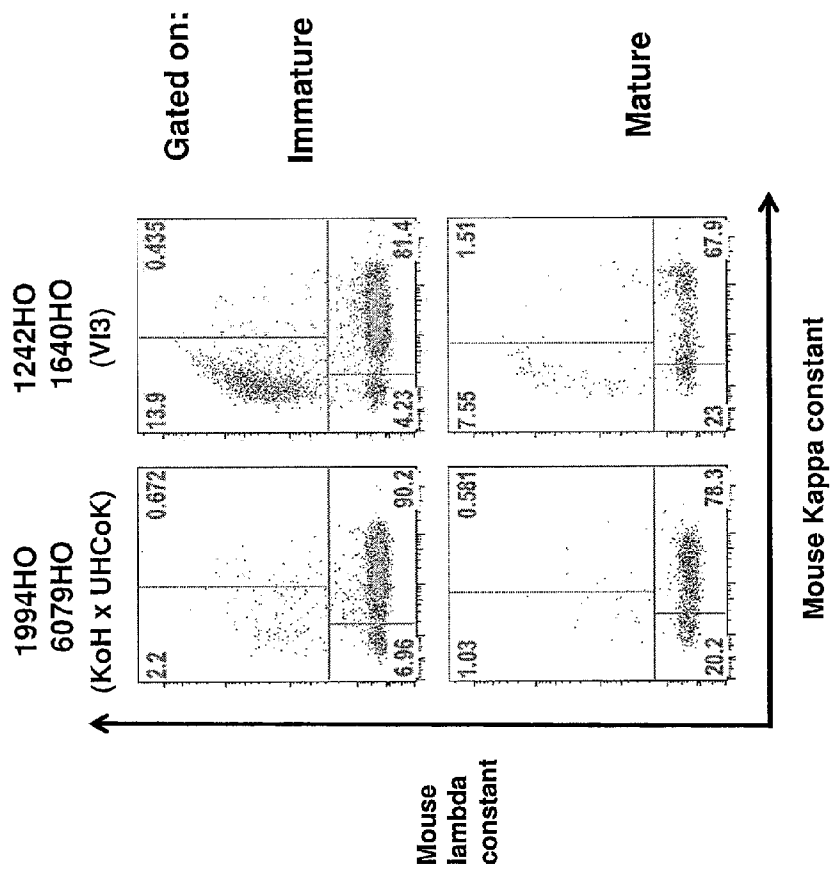 1994HO
6079HO
(KoH x UHCoK)
1242HO
1640HO
(VI3)
Gated on:
2.2
0.672
6.96
90.2
13.9
0.435
4.23
81.4
Immature
1.03
0.581
20.2
78.3
7.55
1.51
23
67.9
Mature
Mouse
lambda
constant
Mouse Kappa constant